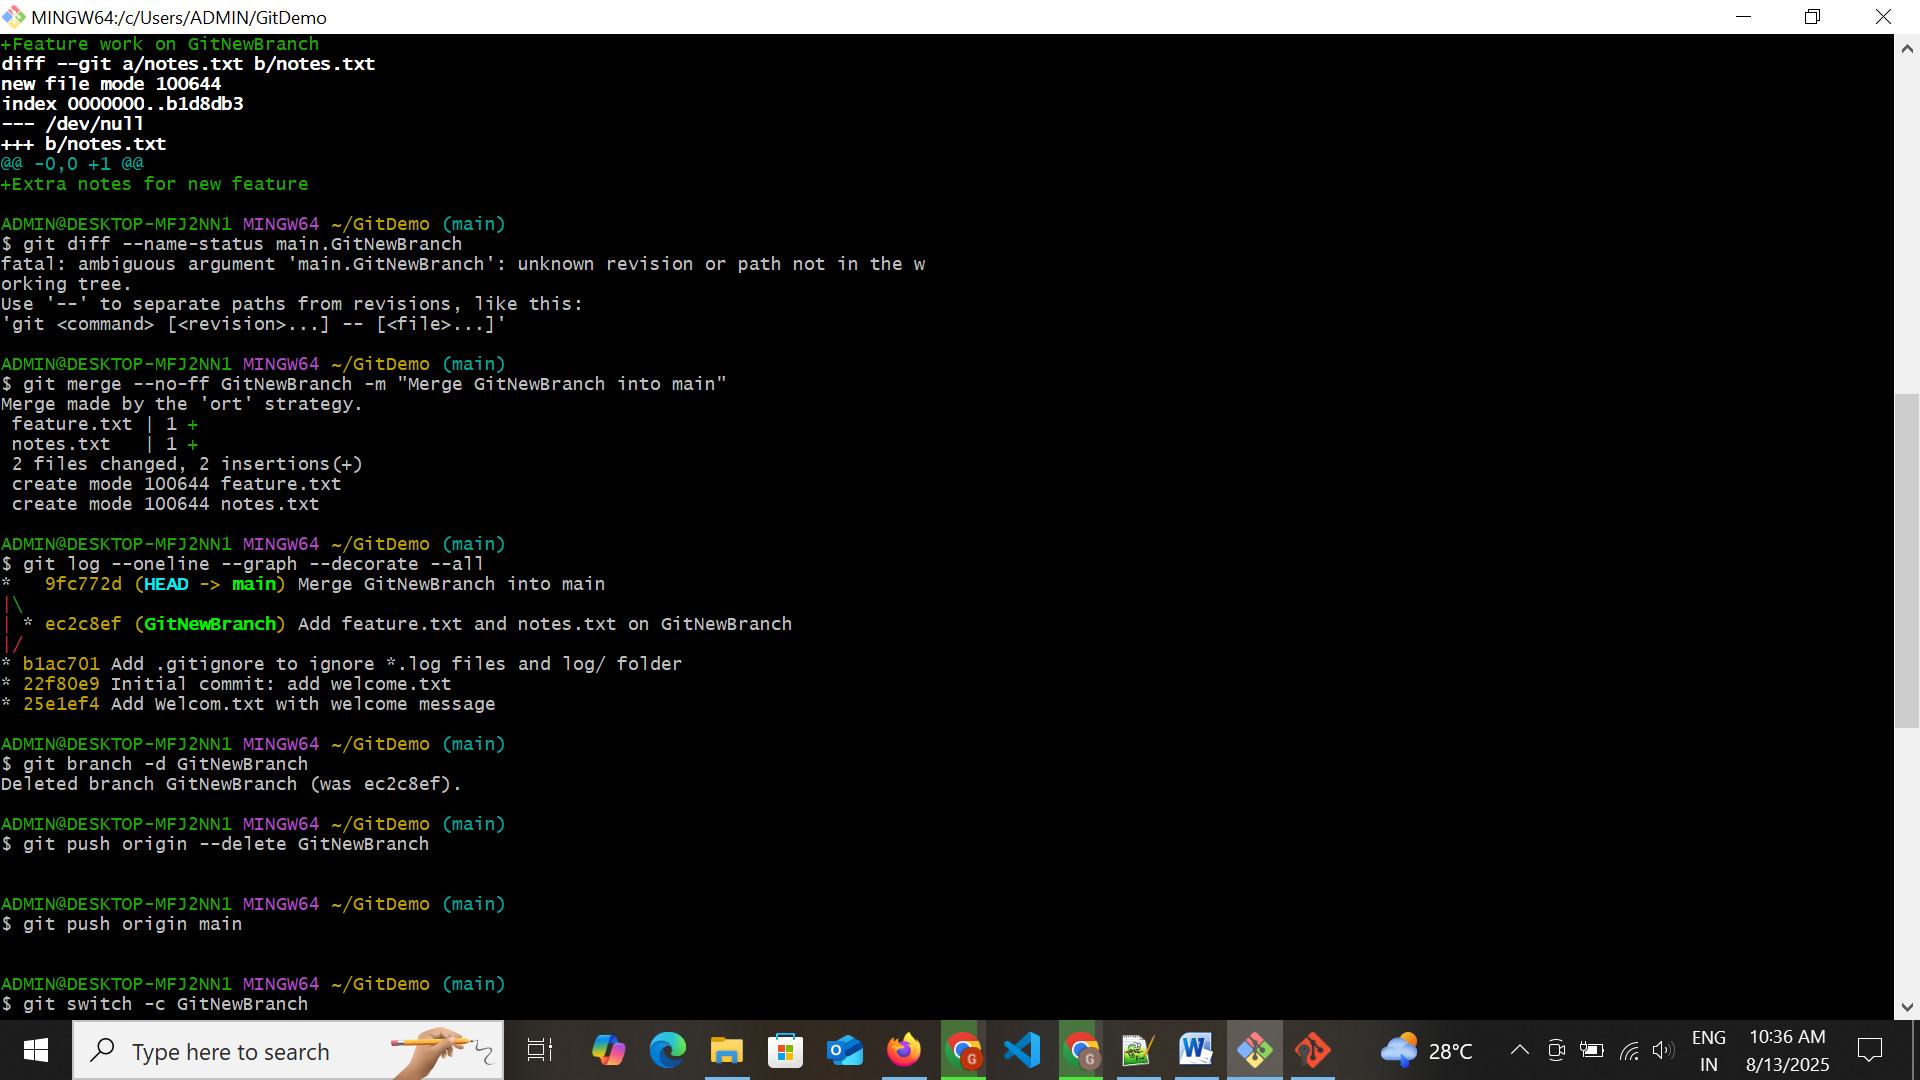 MINGW64:/c/Users/ADMIN/GitDemo
+Feature work on GitNewBranch
diff --git a/notes.txt b/notes.txt
new file mode 100644
index 0000000..b1d8db3
--- /dev/null
+++ b/notes.txt
@@ -0,0 +1 @@
+Extra notes for new feature
ADMIN@DESKTOP-MFJ2NN1 MINGW64 ~/GitDemo (main)
$ git diff --name-status main.GitNewBranch
fatal: ambiguous argument 'main.GitNewBranch': unknown revision or path not in the w
orking tree.
Use '--' to separate paths from revisions, like this:
'git <command> [<revision>...] -- [<file>...]'
ADMIN@DESKTOP-MFJ2NN1 MINGW64 ~/GitDemo (main)
$ git merge --no-ff GitNewBranch -m "Merge GitNewBranch into main"
Merge made by the 'ort' strategy.
 feature.txt | 1 +
 notes.txt   | 1 +
 2 files changed, 2 insertions(+)
 create mode 100644 feature.txt
 create mode 100644 notes.txt
ADMIN@DESKTOP-MFJ2NN1 MINGW64 ~/GitDemo (main)
$ git log --oneline --graph --decorate --all
*   9fc772d (HEAD -> main) Merge GitNewBranch into main
|\
| * ec2c8ef (GitNewBranch) Add feature.txt and notes.txt on GitNewBranch
|/
* b1ac701 Add .gitignore to ignore *.log files and log/ folder
* 22f80e9 Initial commit: add welcome.txt
* 25e1ef4 Add Welcom.txt with welcome message
ADMIN@DESKTOP-MFJ2NN1 MINGW64 ~/GitDemo (main)
$ git branch -d GitNewBranch
Deleted branch GitNewBranch (was ec2c8ef).
ADMIN@DESKTOP-MFJ2NN1 MINGW64 ~/GitDemo (main)
$ git push origin --delete GitNewBranch
ADMIN@DESKTOP-MFJ2NN1 MINGW64 ~/GitDemo (main)
$ git push origin main
ADMIN@DESKTOP-MFJ2NN1 MINGW64 ~/GitDemo (main)
$ git switch -c GitNewBranch
Type here to search
28°C
ENG
IN
10:36 AM
8/13/2025